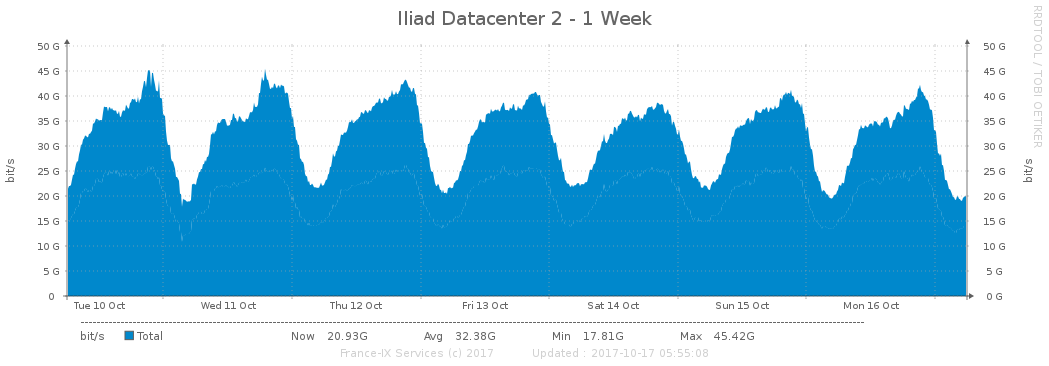 Iliad Datacenter 2 - 1 Week
RRDTOOL / TOBI OETIKER
50 G 50 G
45 G 45 G
40 G 40 G
35 G 35 G
30 G 30 G
25 G 25 G
20 G 20 G
15 G 15 G
10 G 10 G
5 G 5 G
0 0 G
bit/s bit/s
Tue 10 Oct Wed 11 Oct Thu 12 Oct Fri 13 Oct Sat 14 Oct Sun 15 Oct Mon 16 Oct
bit/s Total Now 20.93G Avg 32.38G Min 17.81G Max 45.42G
France-IX Services (c) 2017 Updated : 2017-10-17 05:55:08